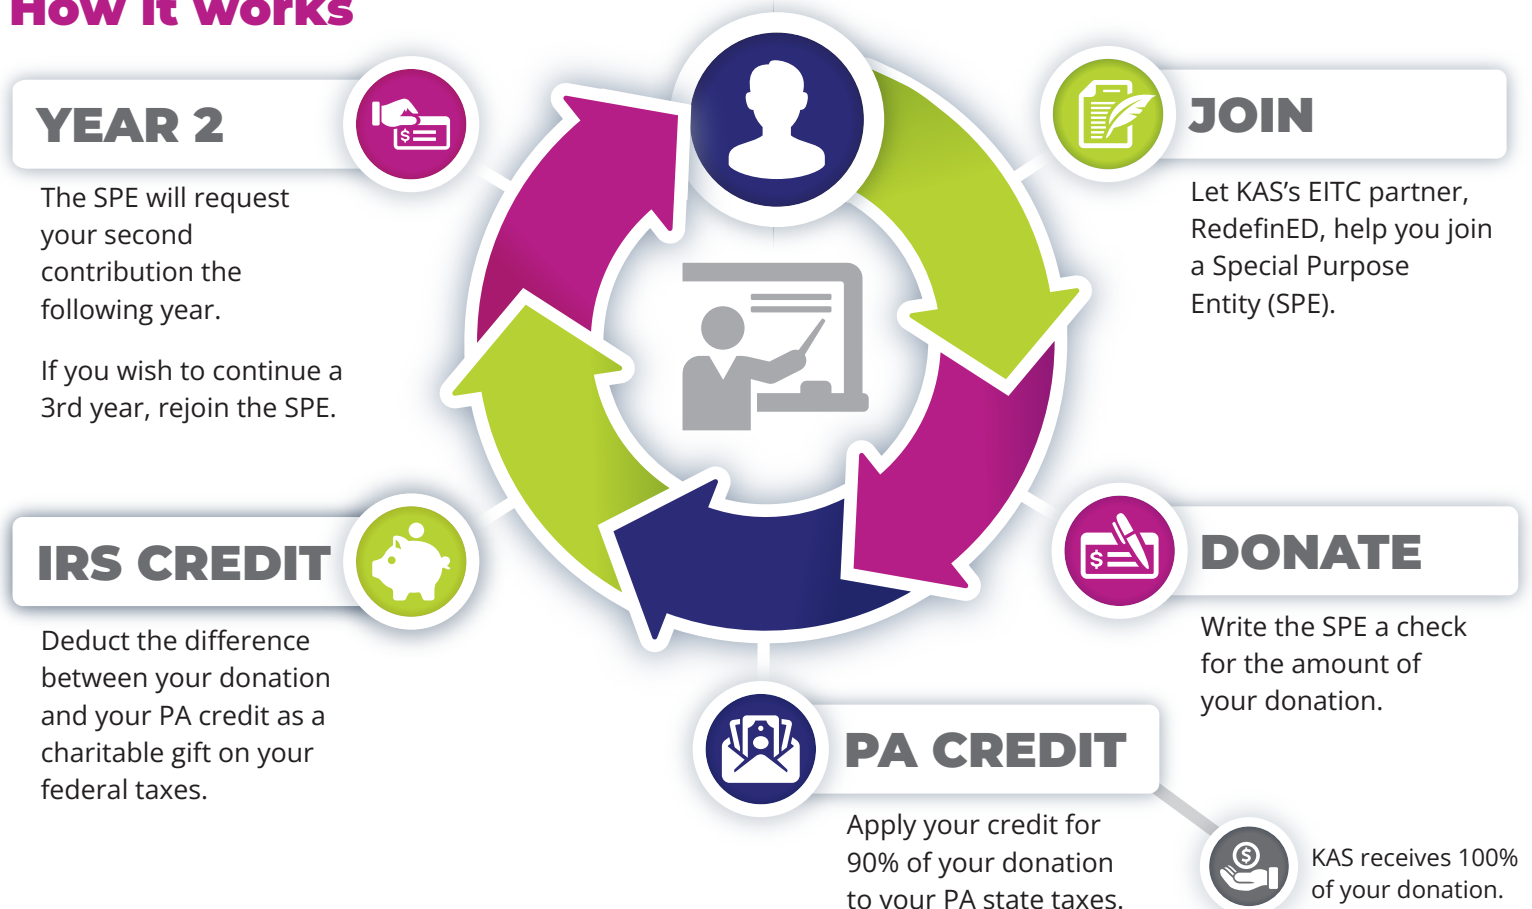 How it works
JOIN
Let KAS's EITC partner,
RedefinED, help you join
a Special Purpose
Entity (SPE).
DONATE
Write the SPE a check
for the amount of
your donation.
PA CREDIT
Apply your credit for
90% of your donation
to your PA state taxes.
KAS receives 100%
of your donation.
IRS CREDIT
Deduct the difference
between your donation
and your PA credit as a
charitable gift on your
federal taxes.
YEAR 2
The SPE will request
your second
contribution the
following year.
If you wish to continue a
3rd year, rejoin the SPE.
$
$
$